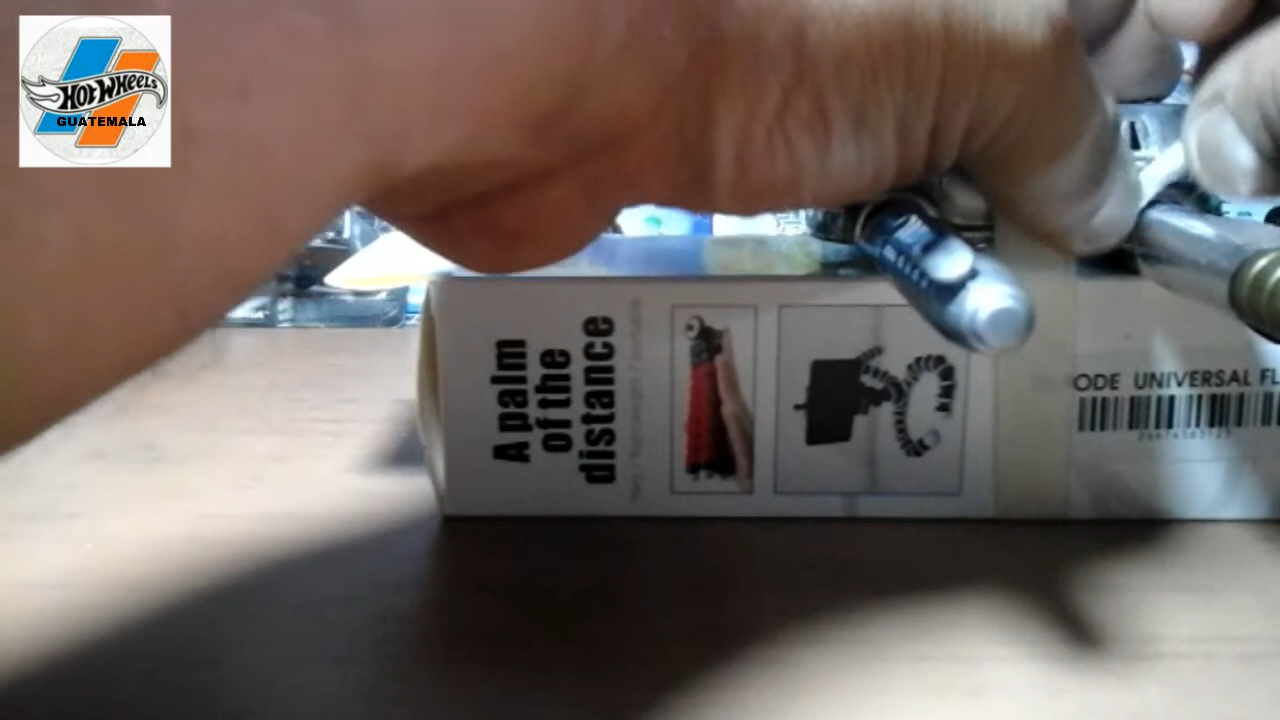 HOT WHEELS
GUATEMALA
A palm
of the
distance
ODE UNIVERSAL FL